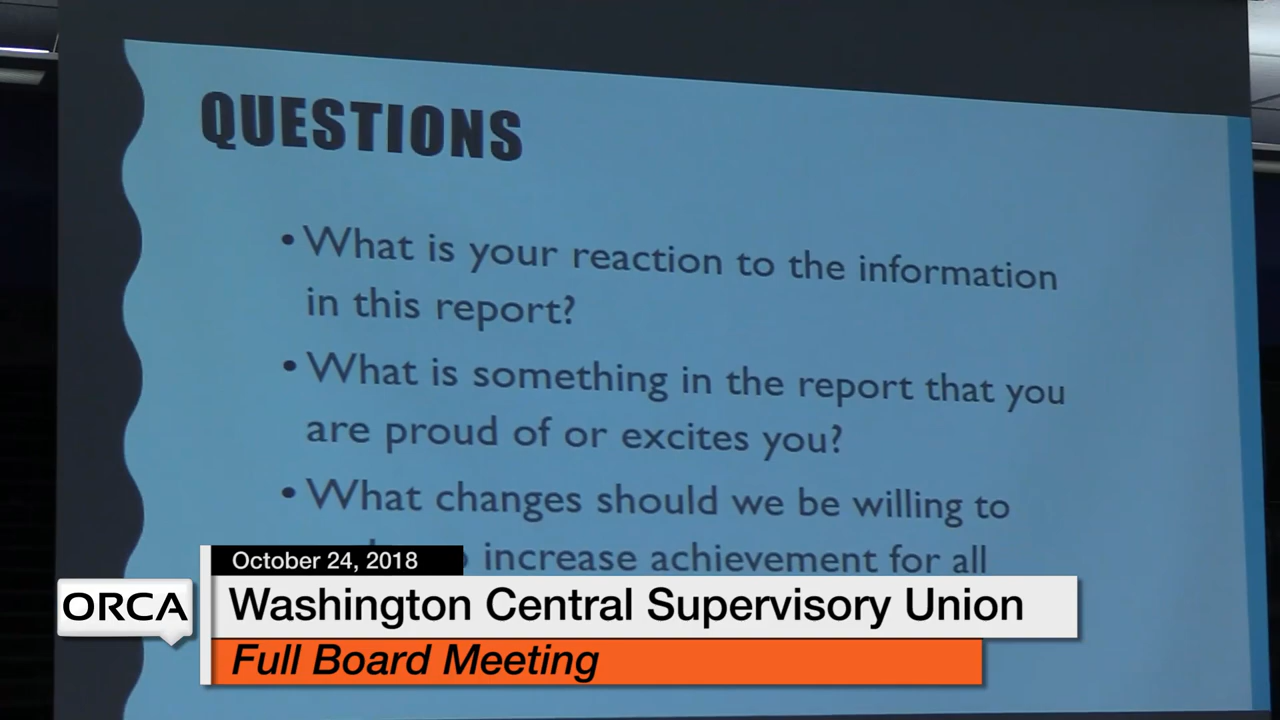 QUESTIONS
• What is your reaction to the information
in this report?
• What is something in the report that you
are proud of or excites you?
• What changes should we be willing to
increase achievement for all
October 24, 2018
ORCA
Washington Central Supervisory Union
Full Board Meeting